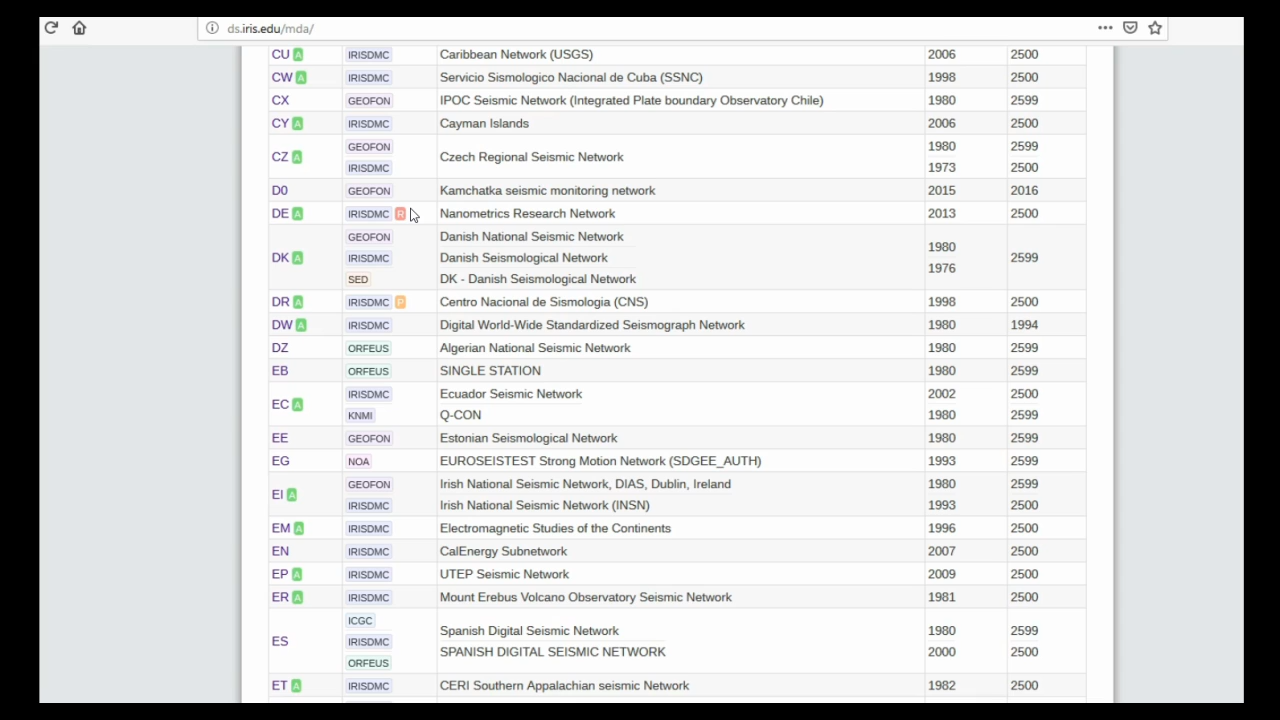 ds.iris.edu/mda/
CU A IRISDMC Caribbean Network (USGS) 2006 2500
CW A IRISDMC Servicio Sismologico Nacional de Cuba (SSNC) 1998 2500
CX GEOFON IPOC Seismic Network (Integrated Plate boundary Observatory Chile) 1980 2599
CY A IRISDMC Cayman Islands 2006 2500
GEOFON 1980 2599
CZ A Czech Regional Seismic Network
IRISDMC 1973 2500
D0 GEOFON Kamchatka seismic monitoring network 2015 2016
DE A IRISDMC R Nanometrics Research Network 2013 2500
GEOFON Danish National Seismic Network 1980
DK A IRISDMC Danish Seismological Network 2599
SED DK - Danish Seismological Network 1976
DR A IRISDMC P Centro Nacional de Sismologia (CNS) 1998 2500
DW A IRISDMC Digital World-Wide Standardized Seismograph Network 1980 1994
DZ ORFEUS Algerian National Seismic Network 1980 2599
EB ORFEUS SINGLE STATION 1980 2599
IRISDMC Ecuador Seismic Network 2002 2500
EC A
KNMI Q-CON 1980 2599
EE GEOFON Estonian Seismological Network 1980 2599
EG NOA EUROSEISTEST Strong Motion Network (SDGEE_AUTH) 1993 2599
GEOFON Irish National Seismic Network, DIAS, Dublin, Ireland 1980 2599
EI A
IRISDMC Irish National Seismic Network (INSN) 1993 2500
EM A IRISDMC Electromagnetic Studies of the Continents 1996 2500
EN IRISDMC CalEnergy Subnetwork 2007 2500
EP A IRISDMC UTEP Seismic Network 2009 2500
ER A IRISDMC Mount Erebus Volcano Observatory Seismic Network 1981 2500
ICGC
Spanish Digital Seismic Network 1980 2599
ES IRISDMC
SPANISH DIGITAL SEISMIC NETWORK 2000 2500
ORFEUS
ET A IRISDMC CERI Southern Appalachian seismic Network 1982 2500